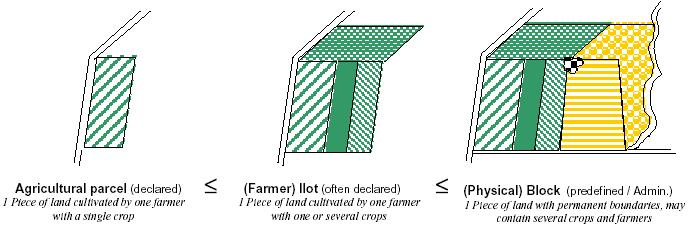 Agricultural parcel (declared)
1 Piece of land cultivated by one farmer
with a single crop
≤
(Farmer) Ilot (often declared)
1 Piece of land cultivated by one farmer
with one or several crops
≤
(Physical) Block (predefined / Admin.)
1 Piece of land with permanent boundaries, may
contain several crops and farmers